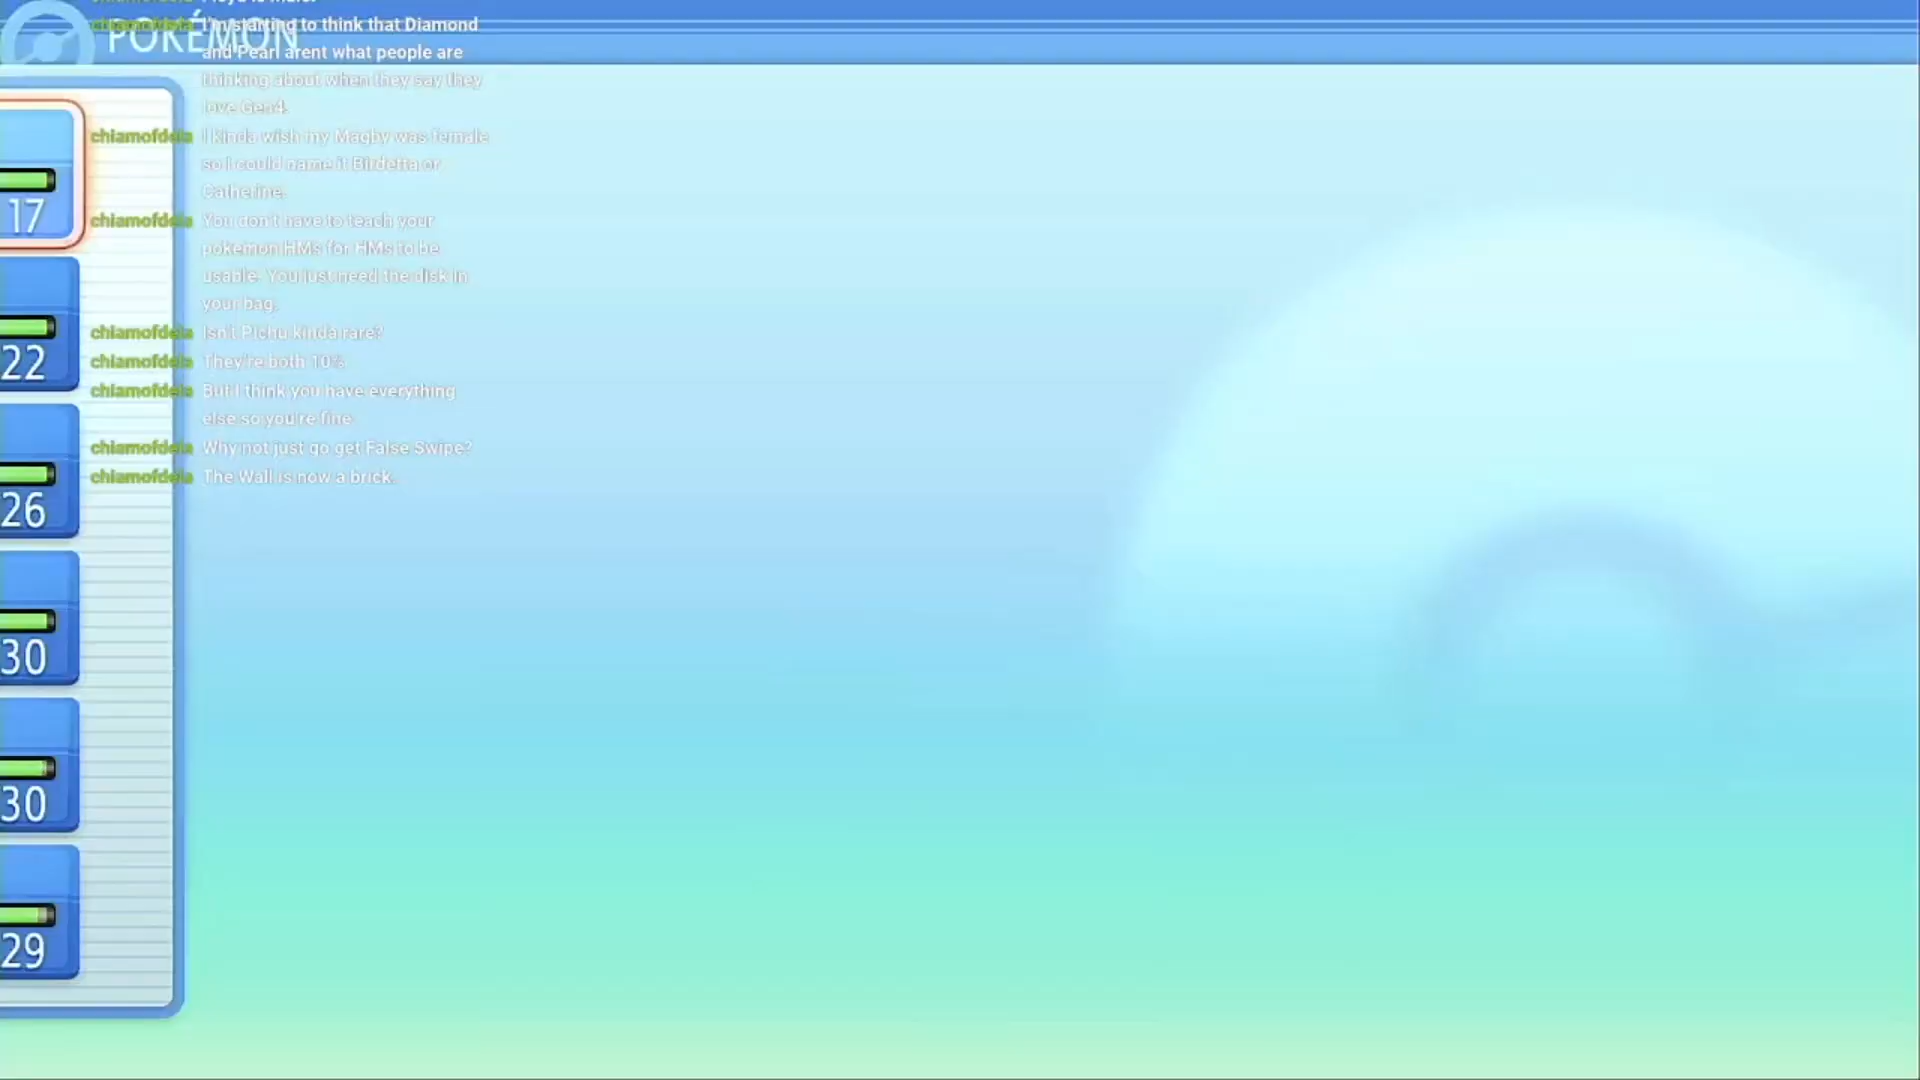 POKÉMON
chiamofdeia I'm starting to think that Diamond
and Pearl arent what people are
thinking about when they say they
love Gen4.
chiamofdeia I kinda wish my Magby was female
so I could name it Birdetta or
Catherine.
chiamofdeia You don't have to teach your
pokemon HMs for HMs to be
usable. You just need the disk in
your bag.
chiamofdeia Isn't Pichu kinda rare?
chiamofdeia They're both 10%
chiamofdeia But I think you have everything
else so you're fine
chiamofdeia Why not just go get False Swipe?
chiamofdeia The Wall is now a brick.
17
22
26
30
30
29